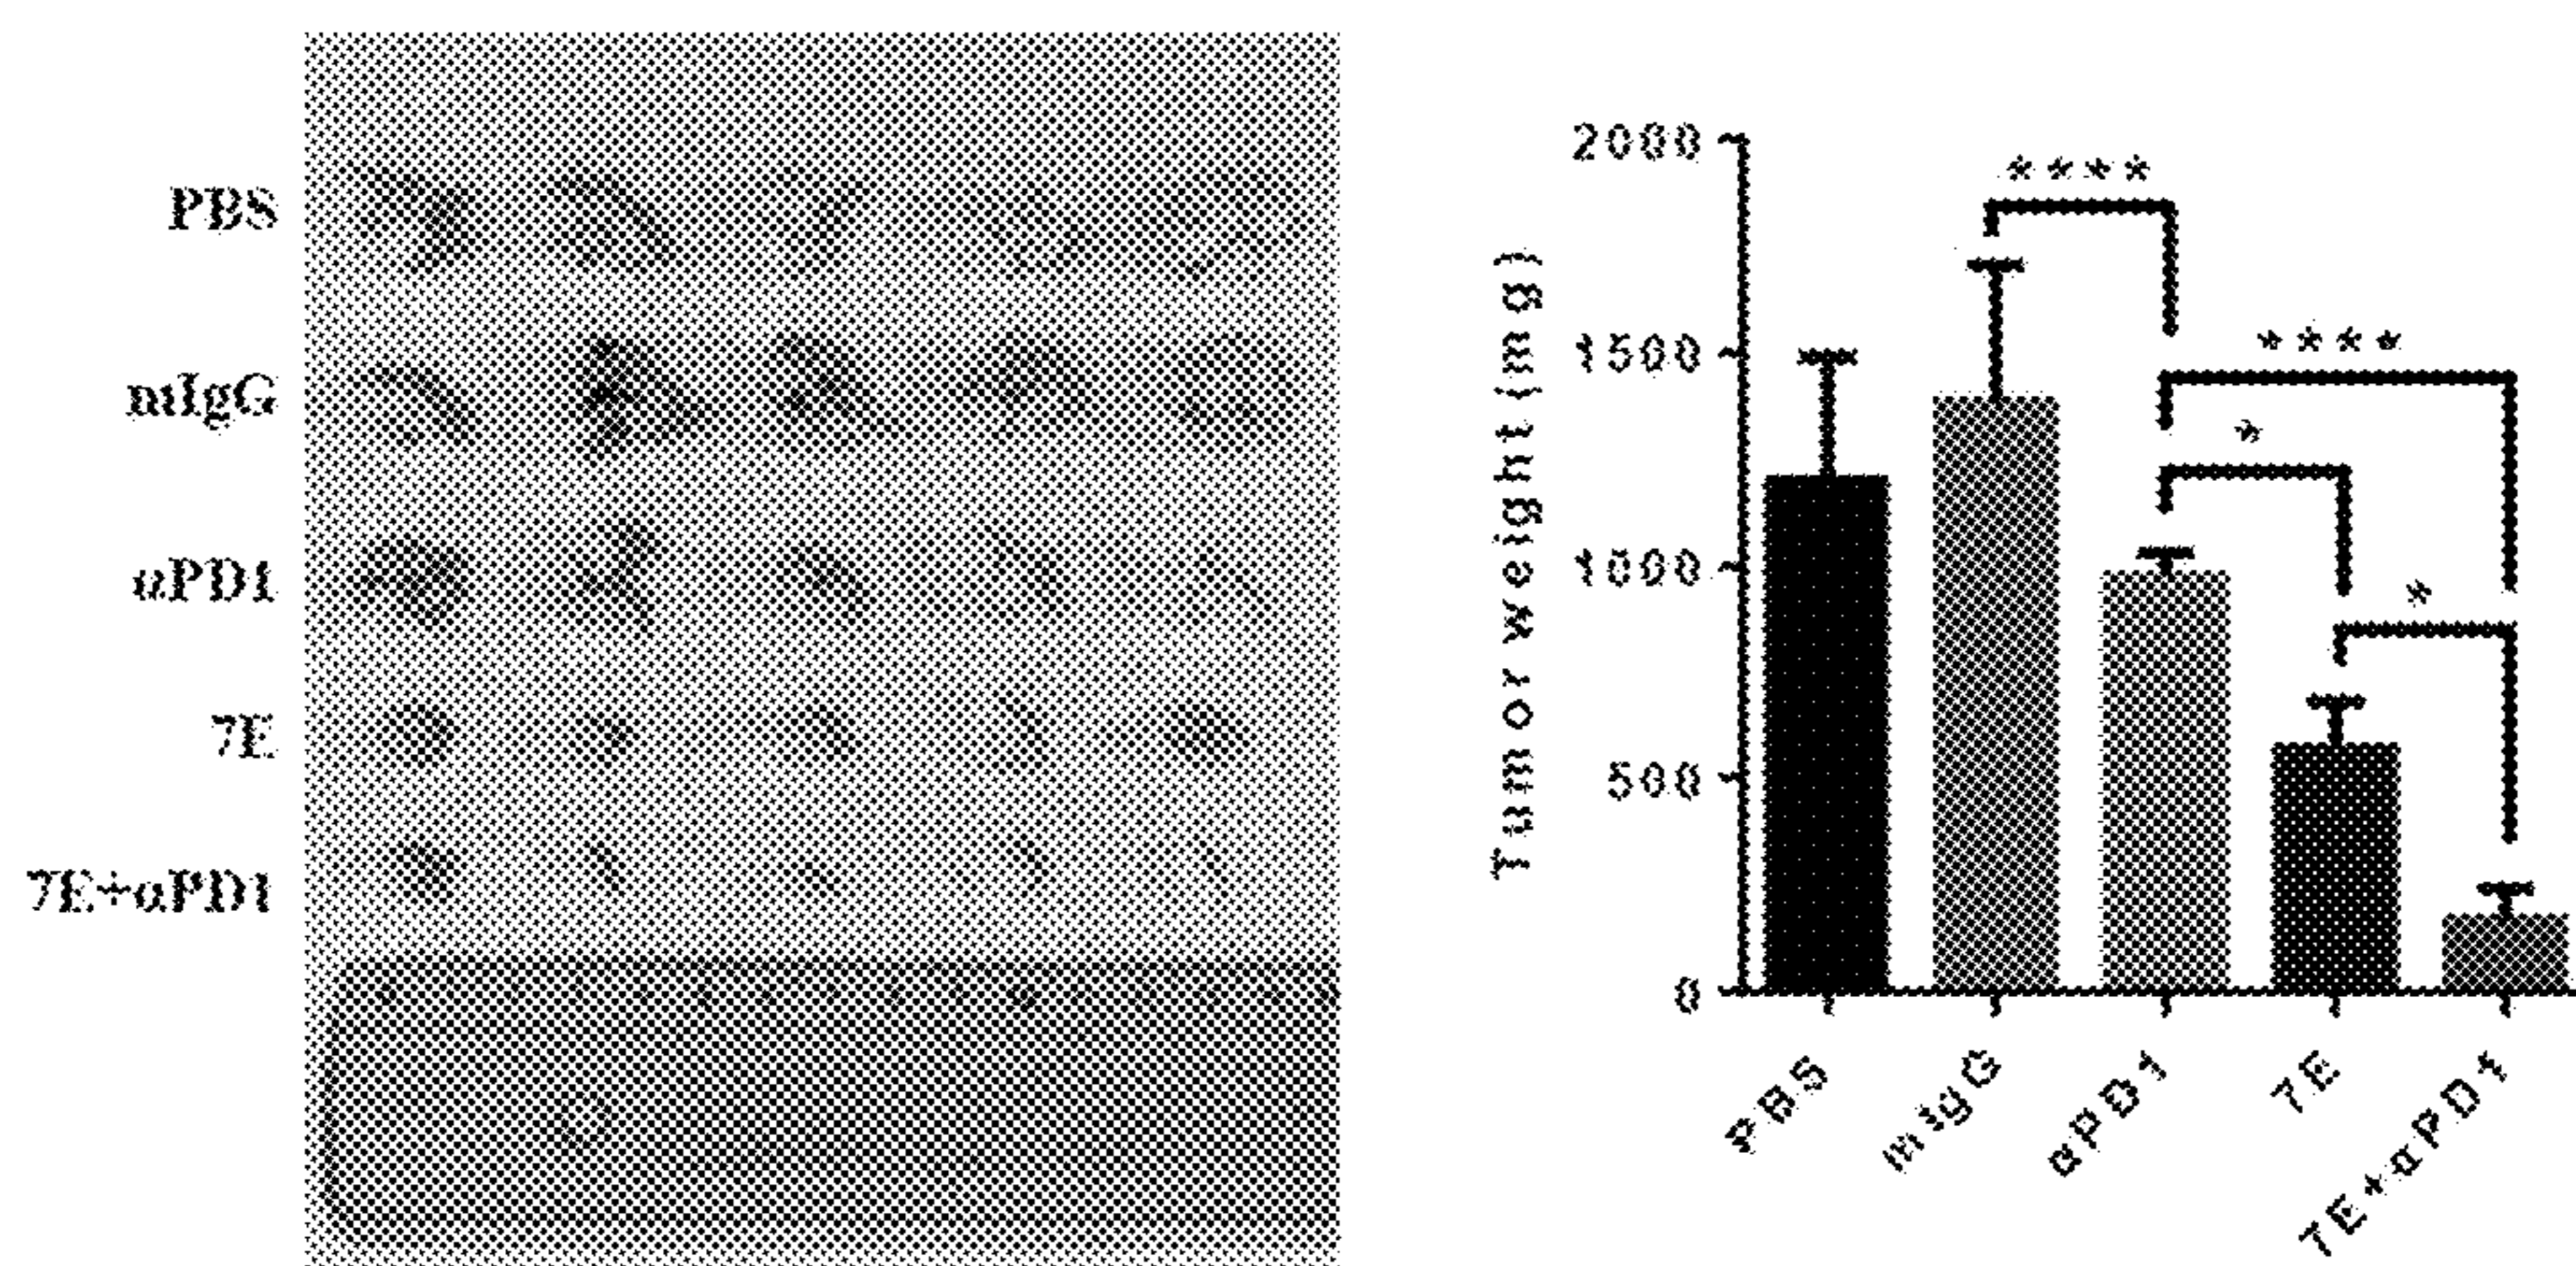 PBS
mIgG
αPD1
7E
7E+αPD1
Tumor weight (mg)
2000
1500
1000
500
0
****
****
*
*
PBS
mIgG
αPD1
7E
7E+αPD1